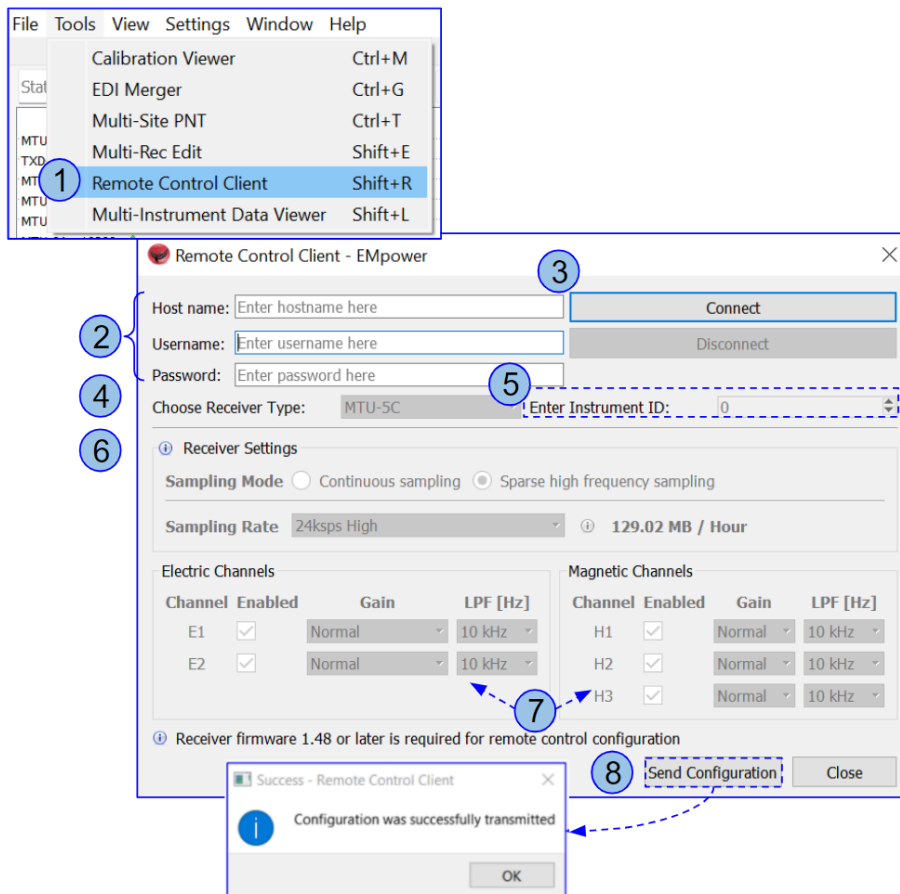 File Tools View Settings Window Help
Calibration Viewer Ctrl+M
Stat
EDI Merger Ctrl+G
Multi-Site PNT Ctrl+T
MTU
Multi-Rec Edit Shift+E
TXD
1
Remote Control Client Shift+R
MT
MTU
Multi-Instrument Data Viewer Shift+L
MTU
Remote Control Client - EMpower
3
Host name: Enter hostname here Connect
2
Username: Enter username here Disconnect
Password: Enter password here
4
5
Choose Receiver Type: MTU-5C Enter Instrument ID: 0
6
Receiver Settings
Sampling Mode Continuous sampling Sparse high frequency sampling
Sampling Rate 24ksps High 129.02 MB / Hour
Electric Channels
Channel Enabled Gain LPF [Hz]
E1 Normal 10 kHz
E2 Normal 10 kHz
Magnetic Channels
Channel Enabled Gain LPF [Hz]
H1 Normal 10 kHz
H2 Normal 10 kHz
H3 Normal 10 kHz
7
Receiver firmware 1.48 or later is required for remote control configuration
8
Send Configuration Close
Success - Remote Control Client
Configuration was successfully transmitted
OK